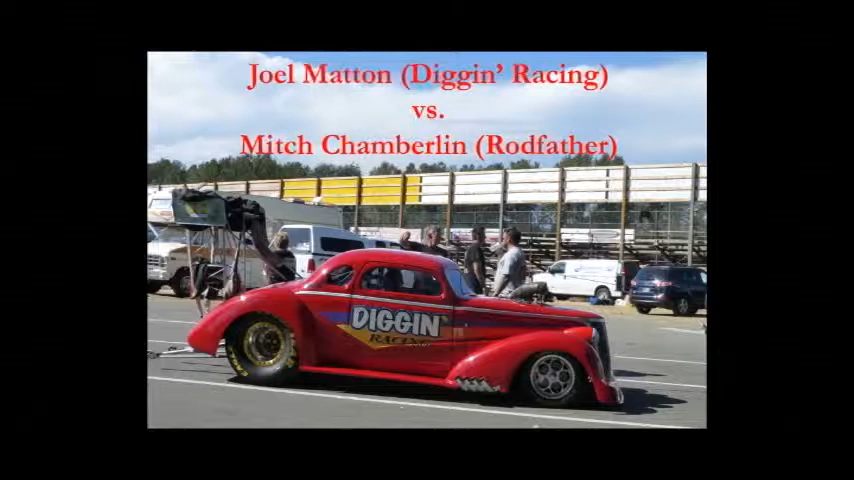 Joel Matton (Diggin' Racing)
vs.
Mitch Chamberlin (Rodfather)
DIGGIN
RACING